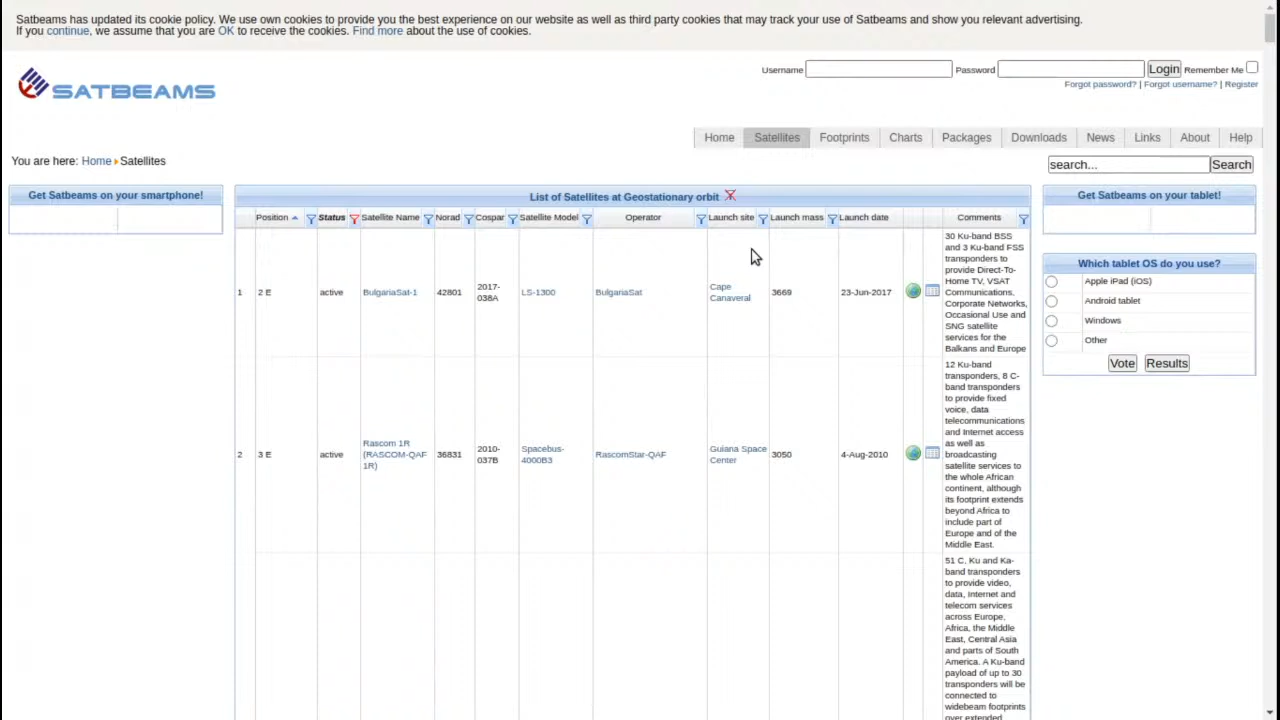 Satbeams has updated its cookie policy. We use own cookies to provide you the best experience on our website as well as third party cookies that may track your use of Satbeams and show you relevant advertising.
If you continue, we assume that you are OK to receive the cookies. Find more about the use of cookies.
SATBEAMS
Username Password Login Remember Me
Forgot password? | Forgot username? | Register
Home Satellites Footprints Charts Packages Downloads News Links About Help
You are here: Home Satellites
search... Search
Get Satbeams on your smartphone!
List of Satellites at Geostationary orbit
Position Status Satellite Name Norad Cospar Satellite Model Operator Launch site Launch mass Launch date Comments
1
2 E
active
BulgariaSat-1
42801
2017-
038A
LS-1300
BulgariaSat
Cape
Canaveral
3669
23-Jun-2017
30 Ku-band BSS
and 3 Ku-band FSS
transponders to
provide Direct-To-
Home TV, VSAT
Communications,
Corporate Networks,
Occasional Use and
SNG satellite
services for the
Balkans and Europe
2
3 E
active
Rascom 1R
(RASCOM-QAF
1R)
36831
2010-
037B
Spacebus-
4000B3
RascomStar-QAF
Guiana Space
Center
3050
4-Aug-2010
12 Ku-band
transponders, 8 C-
band transponders
to provide fixed
voice, data
telecommunications
and Internet access
as well as
broadcasting
satellite services to
the whole African
continent, although
its footprint extends
beyond Africa to
include part of
Europe and of the
Middle East.
51 C, Ku and Ka-
band transponders
to provide video,
data, Internet and
telecom services
across Europe,
Africa, the Middle
East, Central Asia
and parts of South
America. A Ku-band
payload of up to 30
transponders will be
connected to
widebeam footprints
over extended
Get Satbeams on your tablet!
Which tablet OS do you use?
Apple iPad (iOS)
Android tablet
Windows
Other
Vote Results